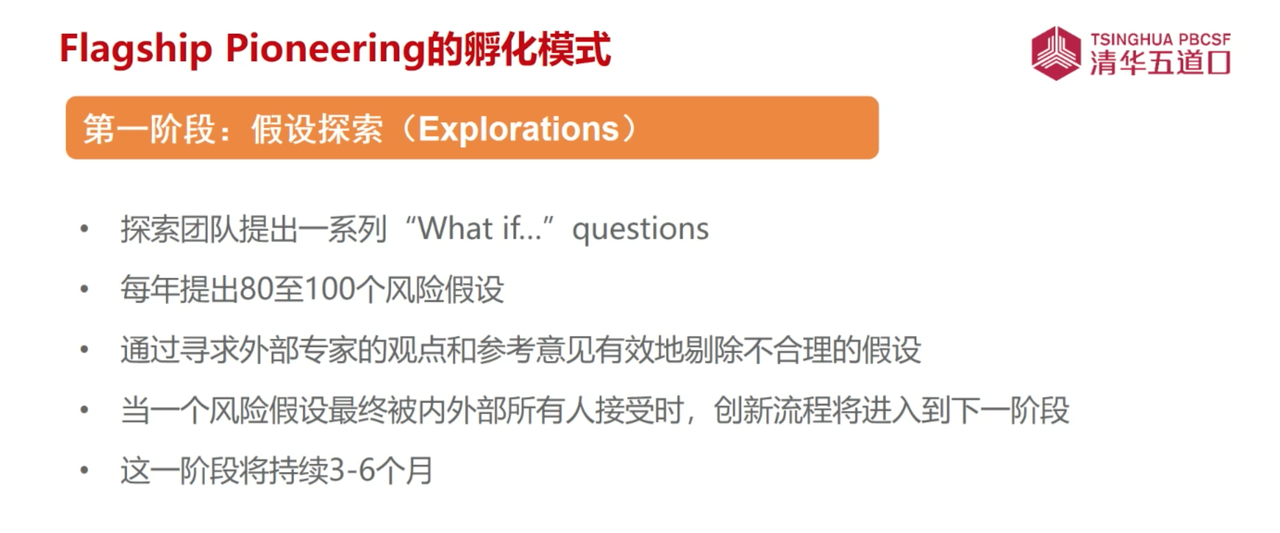 Flagship Pioneering的孵化模式
TSINGHUA PBCSF
清华五道口
第一阶段：假设探索（Explorations）
• 探索团队提出一系列“What if...”questions
• 每年提出80至100个风险假设
• 通过寻求外部专家的观点和参考意见有效地剔除不合理的假设
• 当一个风险假设最终被内外部所有人接受时，创新流程将进入到下一阶段
• 这一阶段将持续3-6个月